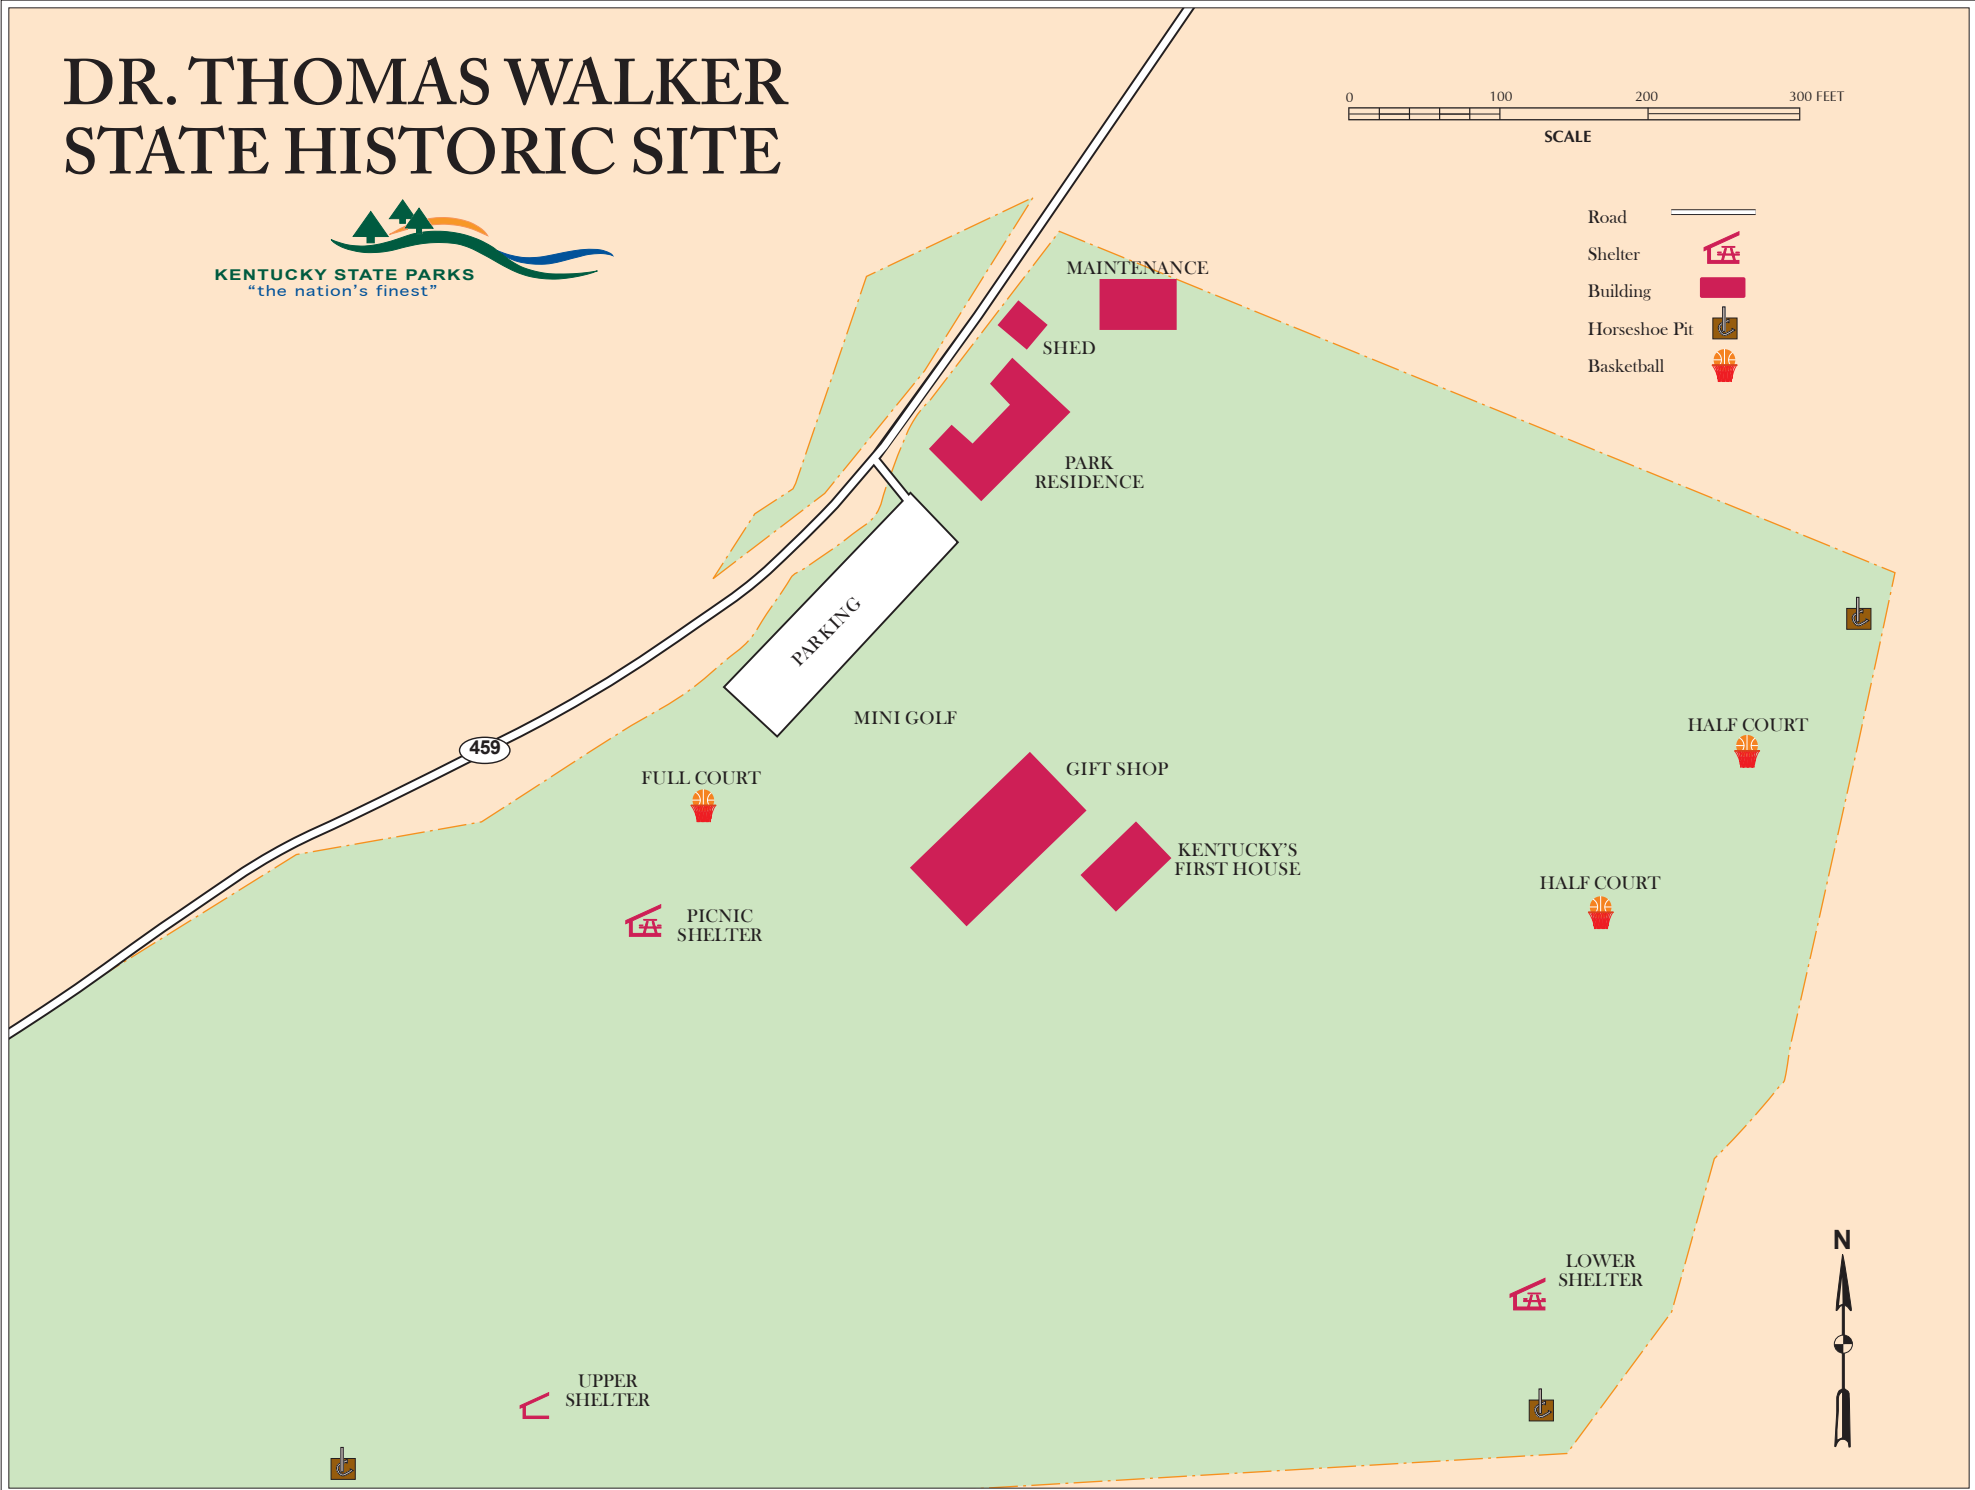 DR. THOMAS WALKER
STATE HISTORIC SITE
KENTUCKY STATE PARKS
“the nation’s finest”
0 100 200 300 FEET
SCALE
Road
Shelter
Building
Horseshoe Pit
Basketball
MAINTENANCE
SHED
PARK
RESIDENCE
PARKING
MINI GOLF
459
FULL COURT
GIFT SHOP
HALF COURT
KENTUCKY’S
FIRST HOUSE
HALF COURT
PICNIC
SHELTER
LOWER
SHELTER
N
UPPER
SHELTER